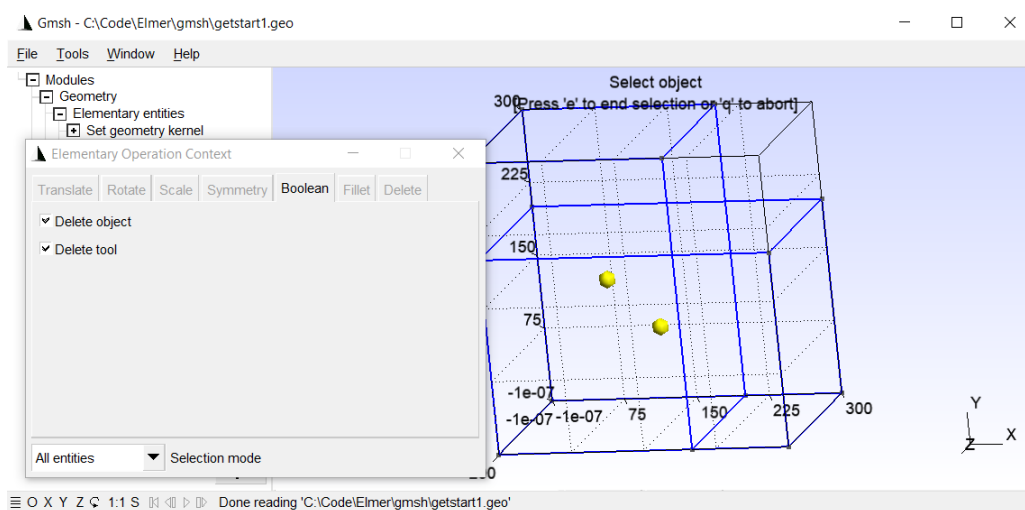 Gmsh - C:\Code\Elmer\gmsh\getstart1.geo
File Tools Window Help
Modules
Geometry
Elementary entities
Set geometry kernel
Elementary Operation Context
Translate Rotate Scale Symmetry Boolean Fillet Delete
Delete object
Delete tool
All entities Selection mode
Select object
[Press 'e' to end selection or 'q' to abort]
300
225
150
75
-1e-07
-1e-07 -1e-07 75 150 225 300
Y
X
Z
O X Y Z 1:1 S Done reading 'C:\Code\Elmer\gmsh\getstart1.geo'